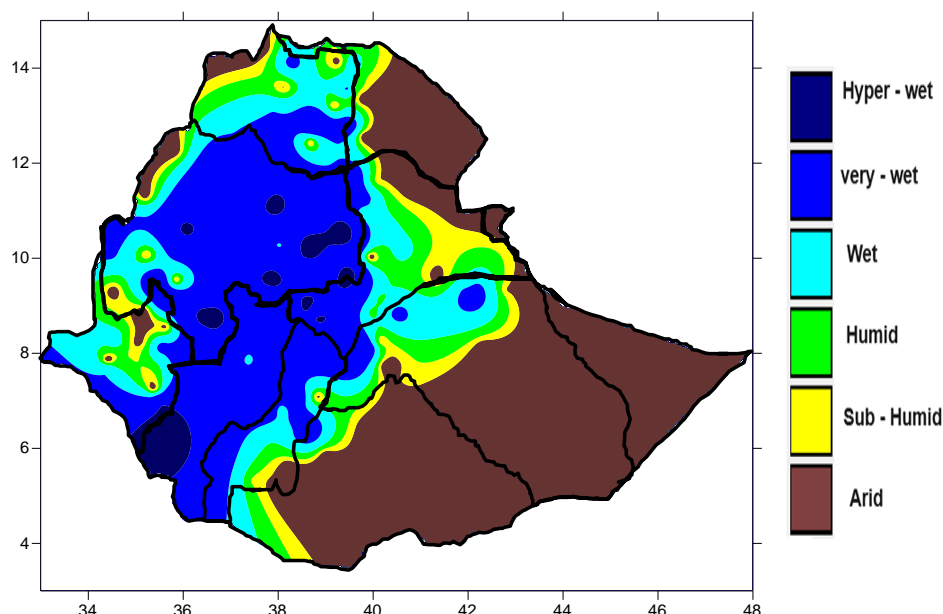 14
12
10
8
6
4
34 36 38 40 42 44 46 48
Hyper - wet
very - wet
Wet
Humid
Sub - Humid
Arid